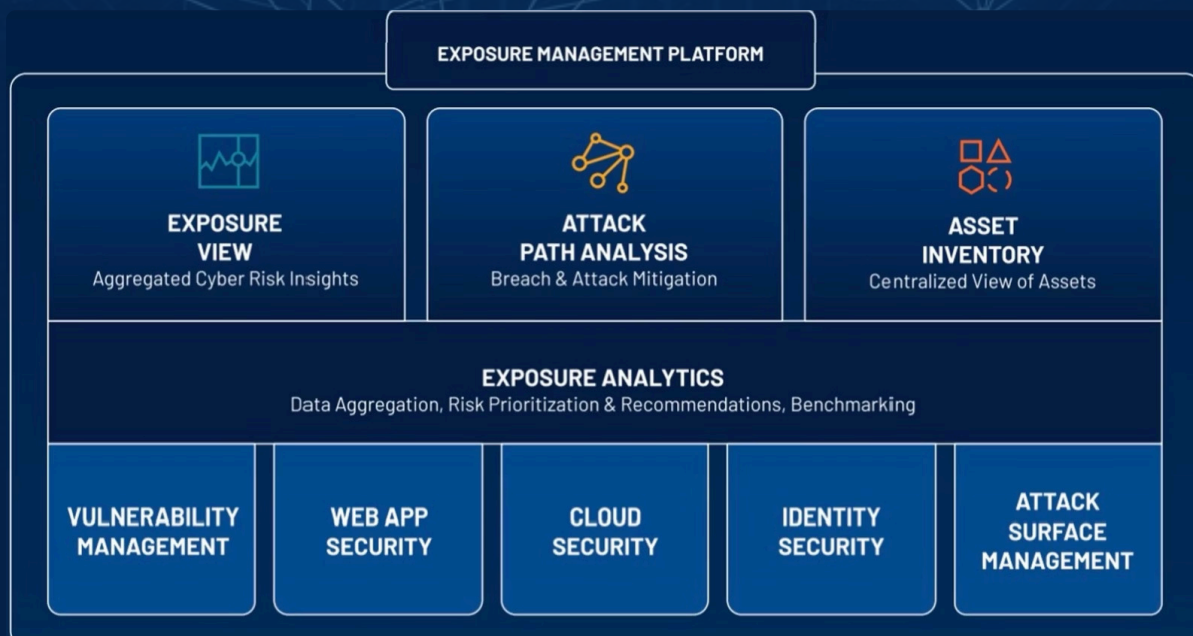 EXPOSURE MANAGEMENT PLATFORM
EXPOSURE
VIEW
Aggregated Cyber Risk Insights
ATTACK
PATH ANALYSIS
Breach & Attack Mitigation
ASSET
INVENTORY
Centralized View of Assets
EXPOSURE ANALYTICS
Data Aggregation, Risk Prioritization & Recommendations, Benchmarking
VULNERABILITY
MANAGEMENT
WEB APP
SECURITY
CLOUD
SECURITY
IDENTITY
SECURITY
ATTACK
SURFACE
MANAGEMENT